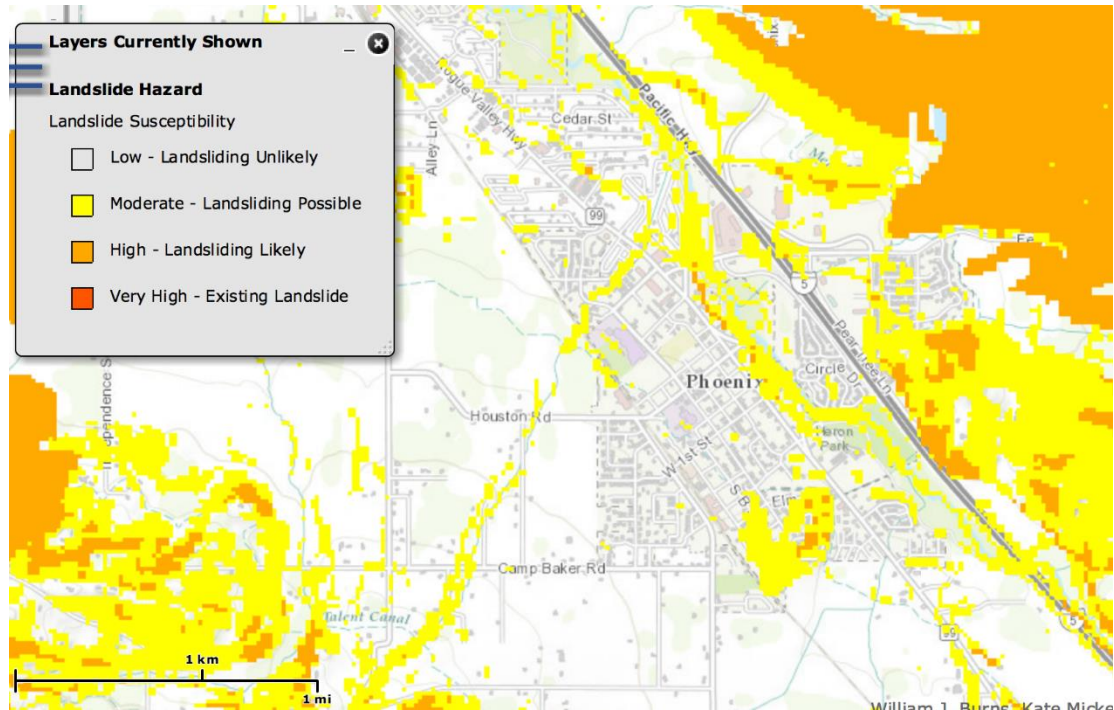 Layers Currently Shown
Landslide Hazard
Landslide Susceptibility
Low - Landsliding Unlikely
Moderate - Landsliding Possible
High - Landsliding Likely
Very High - Existing Landslide
Rogue Valley Hwy
Alley Ln
Cedar St
Pacific Hwy
99
5
Phoenix
Circle Dr
Pear Tree Ln
Houston Rd
Heron
Park
W 1st St
Elm
S B
Camp Baker Rd
Talent Canal
99
5
1 km
1 mi
William J. Burns, Kate Micke